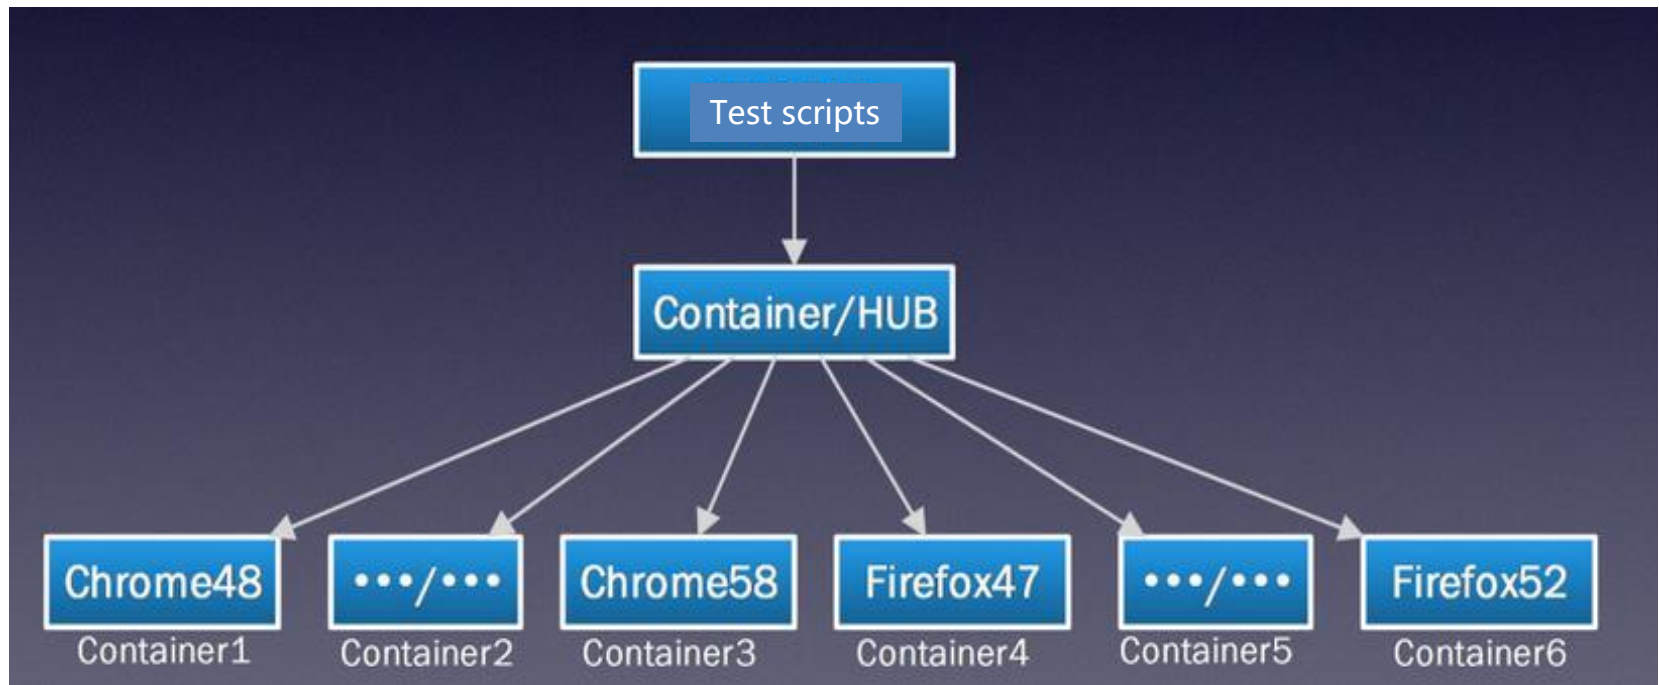 Test scripts
Container/HUB
Chrome48
•••/•••
Chrome58
Firefox47
•••/•••
Firefox52
Container1
Container2
Container3
Container4
Container5
Container6